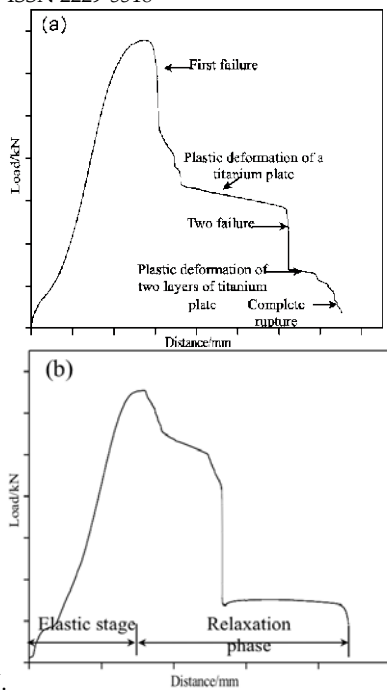 ISSN 2229-5518
(a)
First failure
Load/kN
Plastic deformation of a
titanium plate
Two failure
Plastic deformation of
two layers of titanium
plate
Complete
rupture
Distance/mm
(b)
Load/kN
Elastic stage
Relaxation
phase
Distance/mm